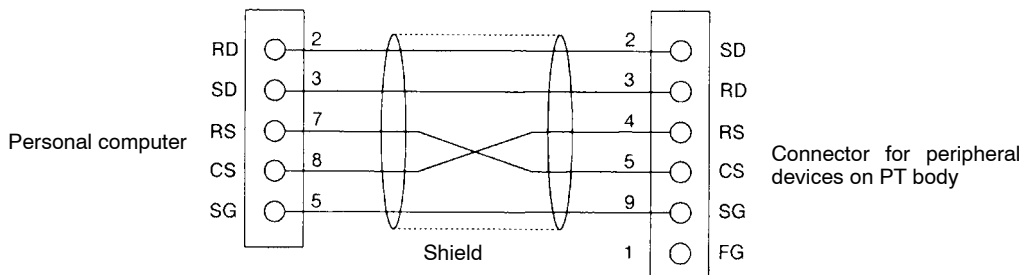 RD 2 2 SD
SD 3 3 RD
RS 7 4 RS
Personal computer
CS 8 5 CS
Connector for peripheral
devices on PT body
SG 5 9 SG
Shield
1 FG